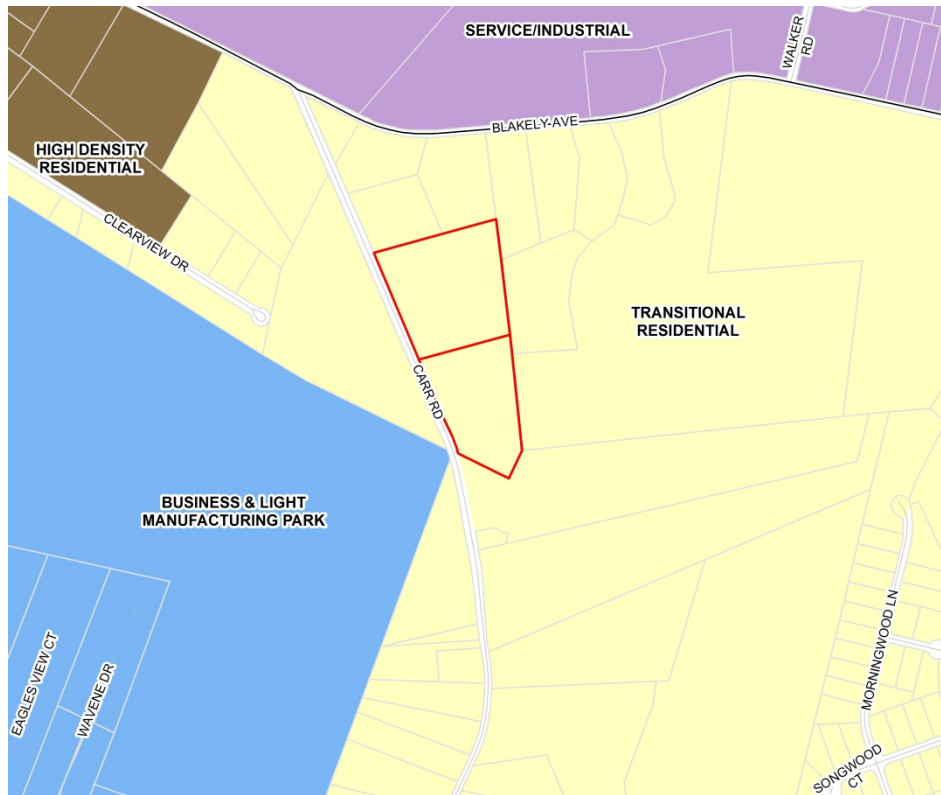 SERVICE/INDUSTRIAL
WALKER
RD
BLAKELY AVE
HIGH DENSITY
RESIDENTIAL
CLEARVIEW DR
TRANSITIONAL
RESIDENTIAL
CARR RD
BUSINESS & LIGHT
MANUFACTURING PARK
EAGLES VIEW CT
WAVENE DR
MORNINGWOOD LN
SONGWOOD
CT